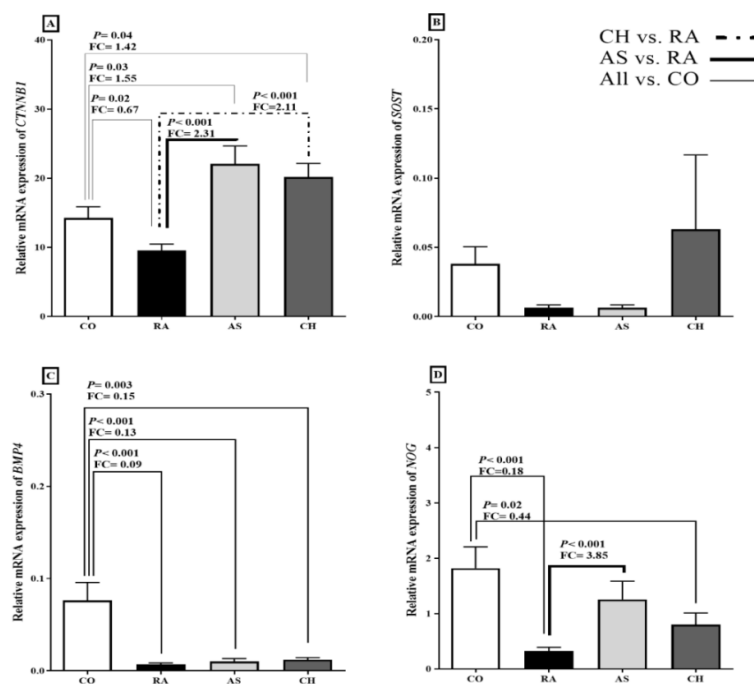 A
P= 0.04
FC= 1.42
P= 0.03
FC= 1.55
P= 0.02
FC= 0.67
P< 0.001
FC=2.11
P< 0.001
FC= 2.31
Relative mRNA expression of CTNNB1
40
30
20
10
0
CO RA AS CH
B
CH vs. RA
AS vs. RA
All vs. CO
Relative mRNA expression of SOST
0.20
0.15
0.10
0.05
0.00
CO RA AS CH
C
P= 0.003
FC= 0.15
P< 0.001
FC= 0.13
P< 0.001
FC= 0.09
Relative mRNA expression of BMP4
0.3
0.2
0.1
0.0
CO RA AS CH
D
P< 0.001
FC=0.18
P= 0.02
FC= 0.44
P< 0.001
FC= 3.85
Relative mRNA expression of NOG
5
4
3
2
1
0
CO RA AS CH